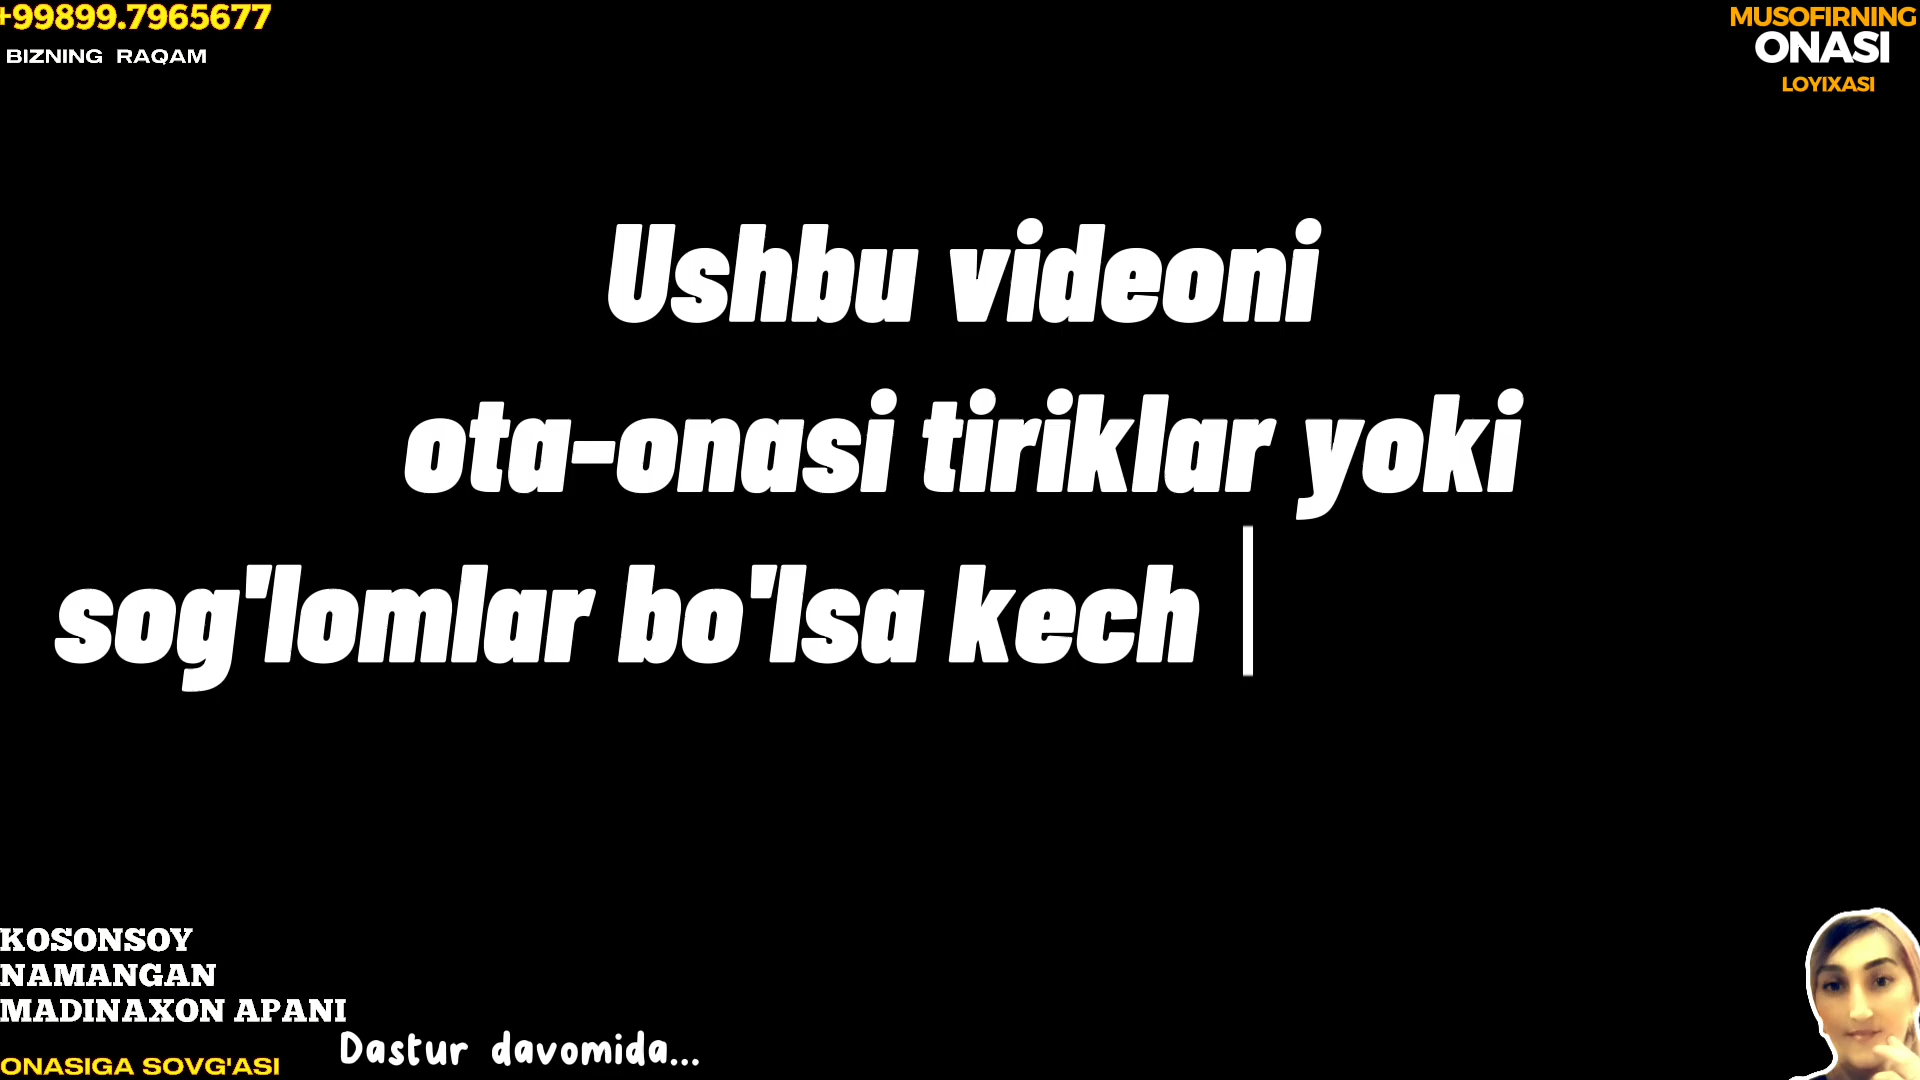 +99899.7965677
BIZNING RAQAM
MUSOFIRNING
ONASI
LOYIXASI
Ushbu videoni
ota-onasi tiriklar yoki
sog'lomlar bo'lsa kech
KOSONSOY
NAMANGAN
MADINAXON APANI
ONASIGA SOVG'ASI
Dastur davomida...